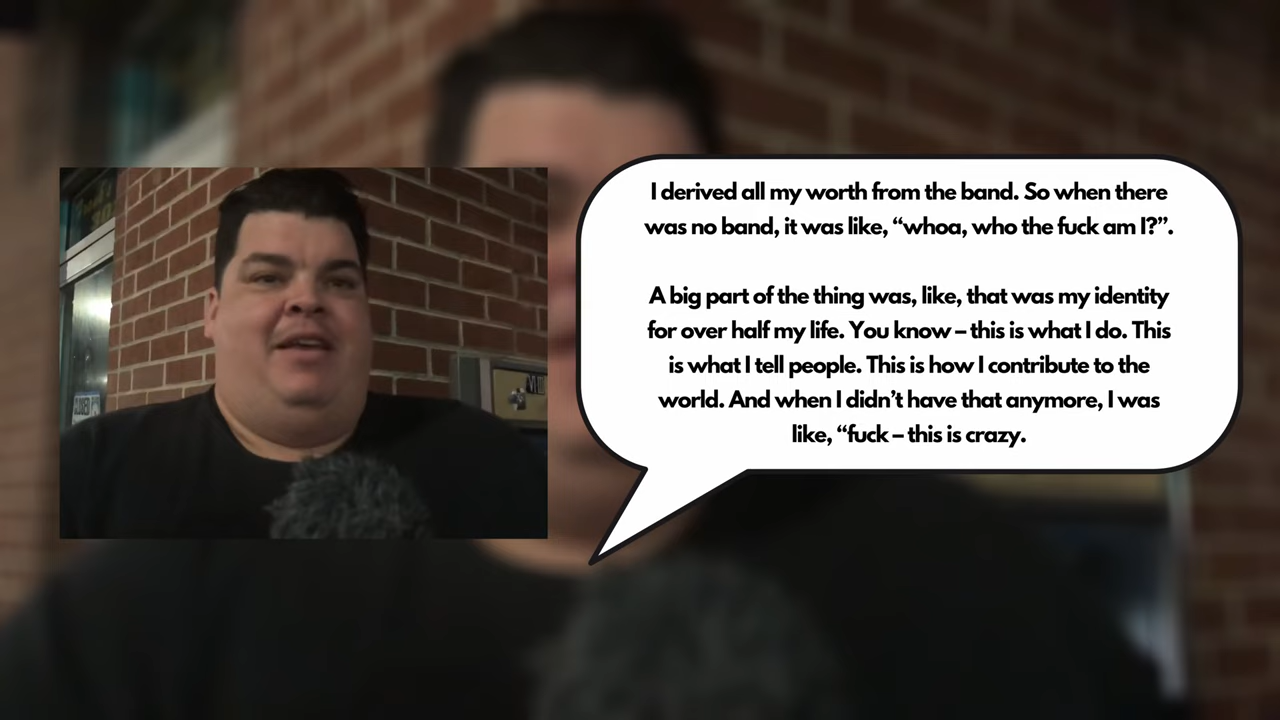 I derived all my worth from the band. So when there
was no band, it was like, “whoa, who the fuck am I?”.
A big part of the thing was, like, that was my identity
for over half my life. You know – this is what I do. This
is what I tell people. This is how I contribute to the
world. And when I didn’t have that anymore, I was
like, “fuck – this is crazy.